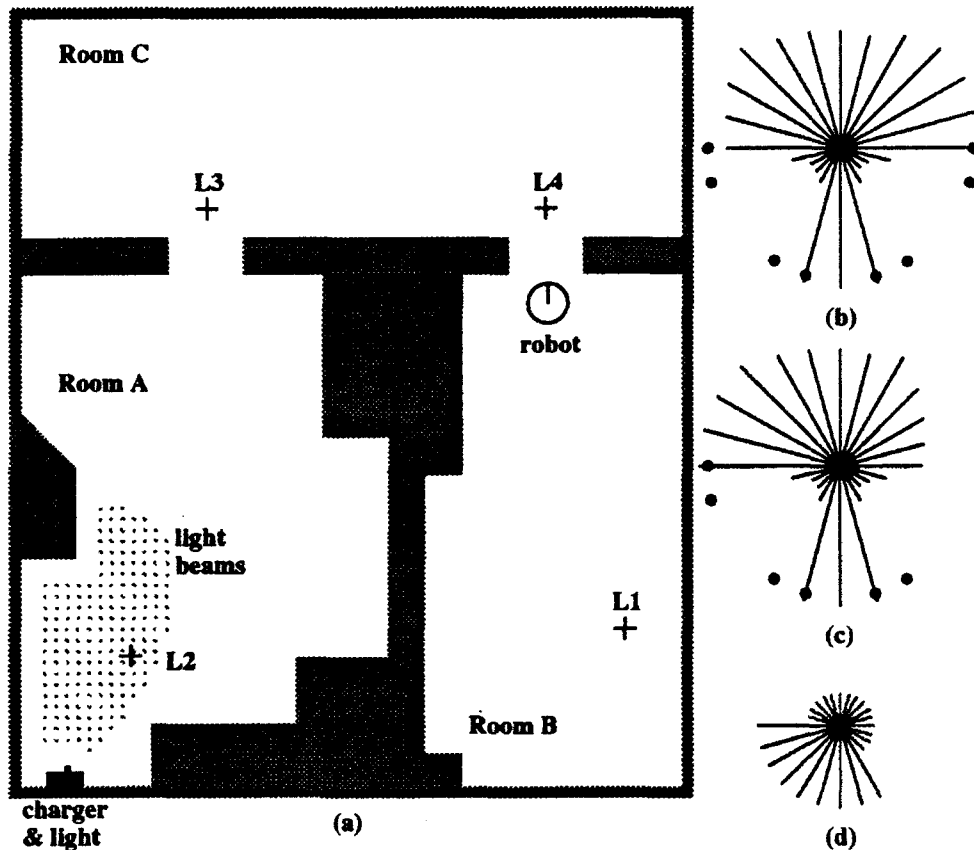 Room C
L3
L4
robot
(b)
Room A
light
beams
L1
(c)
L2
Room B
charger
& light
(a)
(d)